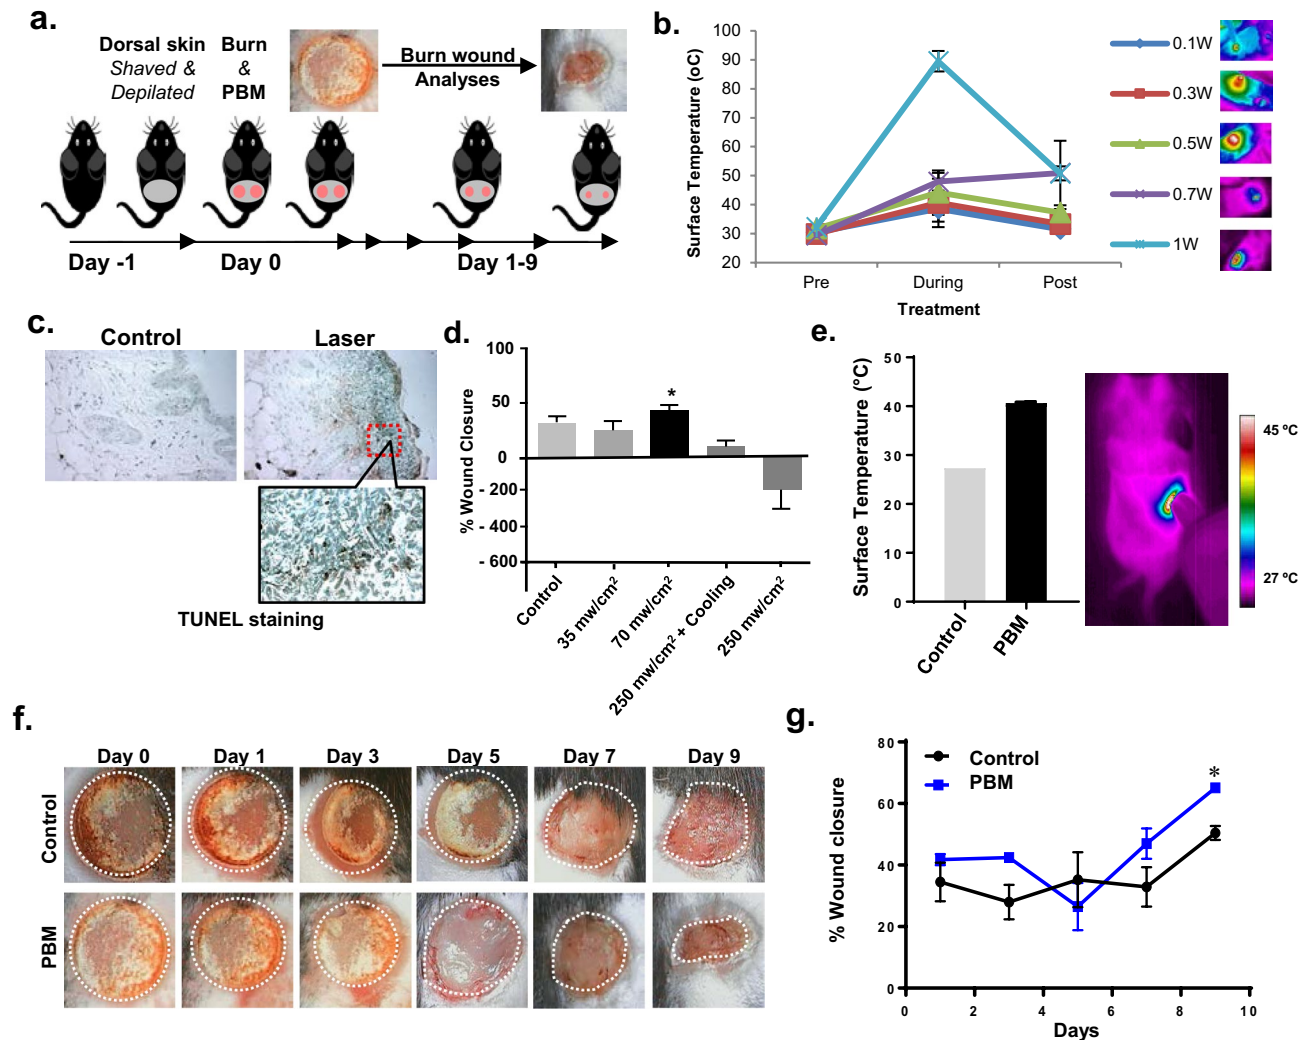 a.
Dorsal skin
Shaved &
Depilated
Burn
&
PBM
Burn wound
Analyses
Day -1
Day 0
Day 1-9
b.
Surface Temperature (oC)
100
90
80
70
60
50
40
30
20
Pre
During
Post
Treatment
0.1W
0.3W
0.5W
0.7W
1W
c.
Control
Laser
TUNEL staining
d.
% Wound Closure
100
50
0
- 200
- 400
- 600
*
Control
35 mw/cm²
70 mw/cm²
250 mw/cm² + Cooling
250 mw/cm²
e.
Surface Temperature (°C)
50
40
30
20
10
0
Control
PBM
45 ºC
27 ºC
f.
Day 0
Day 1
Day 3
Day 5
Day 7
Day 9
Control
PBM
g.
% Wound closure
80
60
40
20
0
Control
PBM
*
0
2
4
6
8
10
Days